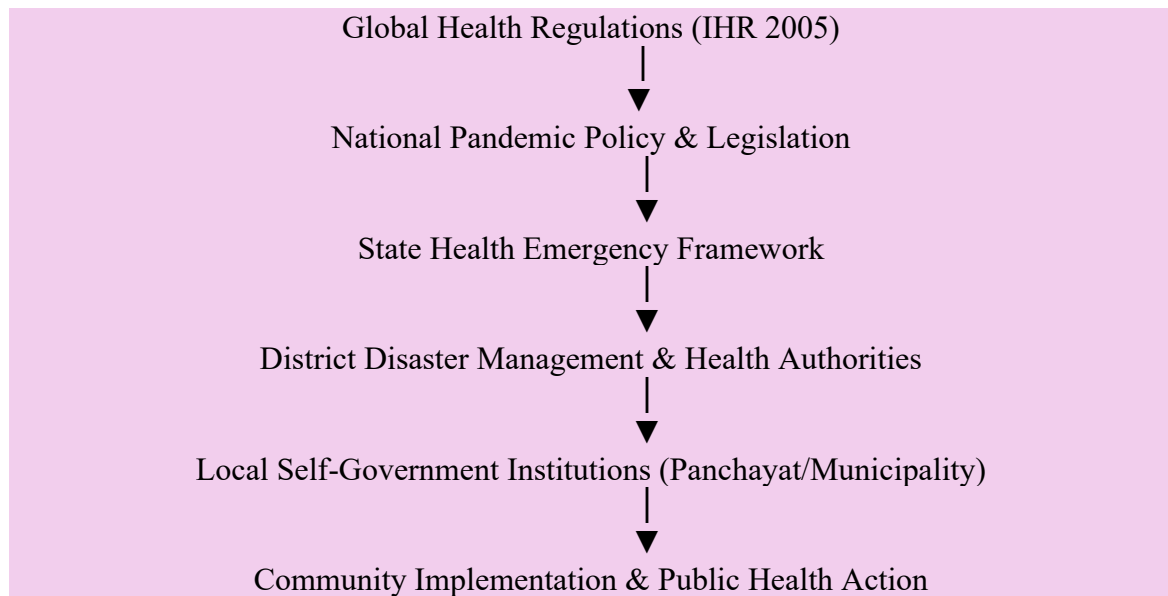 Global Health Regulations (IHR 2005)
National Pandemic Policy & Legislation
State Health Emergency Framework
District Disaster Management & Health Authorities
Local Self-Government Institutions (Panchayat/Municipality)
Community Implementation & Public Health Action